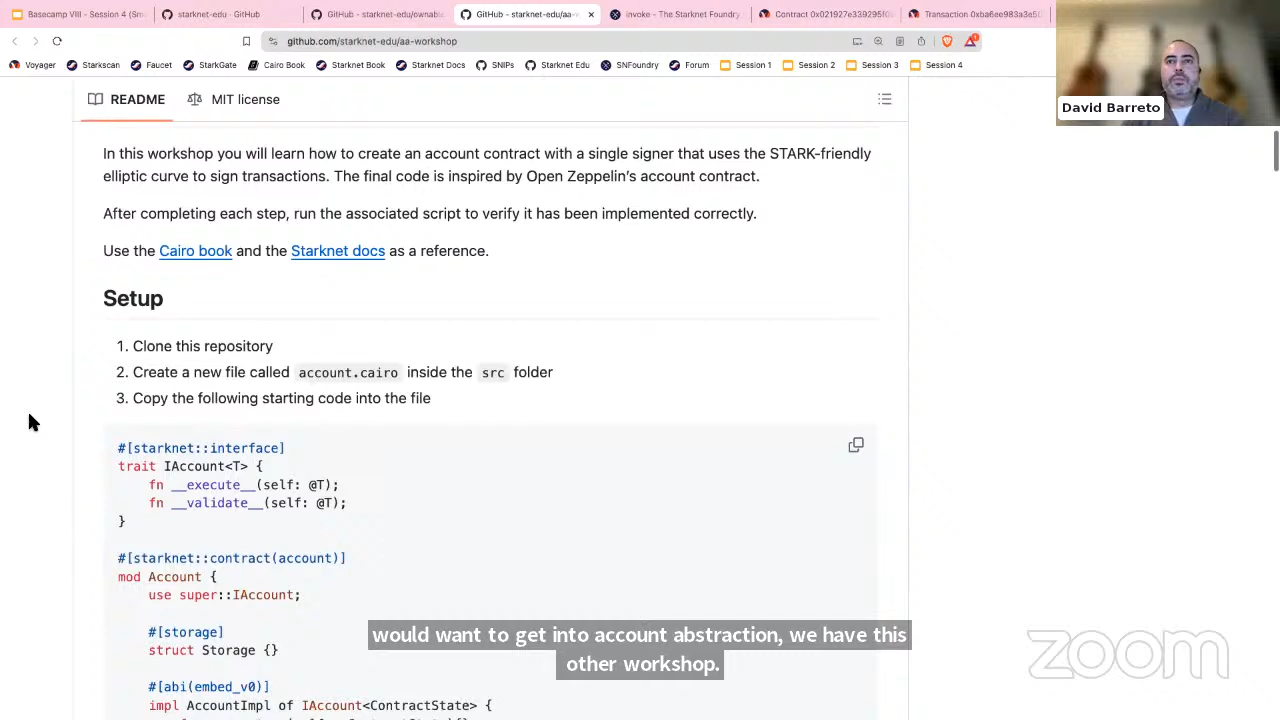 Basecamp VIII - Session 4 (Sm
starknet-edu · GitHub
GitHub - starknet-edu/ownabl
GitHub - starknet-edu/aa-w
invoke - The Starknet Foundry
Contract 0x021927e339295f0
Transaction 0xba6ee983a3e50
github.com/starknet-edu/aa-workshop
Voyager
Starkscan
Faucet
StarkGate
Cairo Book
Starknet Book
Starknet Docs
SNIPs
Starknet Edu
SNFoundry
Forum
Session 1
Session 2
Session 3
Session 4
David Barreto
README
MIT license
In this workshop you will learn how to create an account contract with a single signer that uses the STARK-friendly
elliptic curve to sign transactions. The final code is inspired by Open Zeppelin's account contract.
After completing each step, run the associated script to verify it has been implemented correctly.
Use the Cairo book and the Starknet docs as a reference.
Setup
1. Clone this repository
2. Create a new file called account.cairo inside the src folder
3. Copy the following starting code into the file
#[starknet::interface]
trait IAccount<T> {
fn __execute__(self: @T);
fn __validate__(self: @T);
}
#[starknet::contract(account)]
mod Account {
use super::IAccount;
#[storage]
struct Storage {}
#[abi(embed_v0)]
impl AccountImpl of IAccount<ContractState> {
would want to get into account abstraction, we have this
other workshop.
zoom